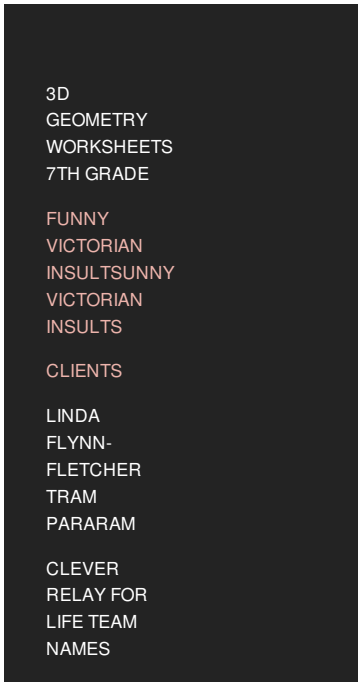 3D
GEOMETRY
WORKSHEETS
7TH GRADE
FUNNY
VICTORIAN
INSULTSUNNY
VICTORIAN
INSULTS
CLIENTS
LINDA
FLYNN-
FLETCHER
TRAM
PARARAM
CLEVER
RELAY FOR
LIFE TEAM
NAMES